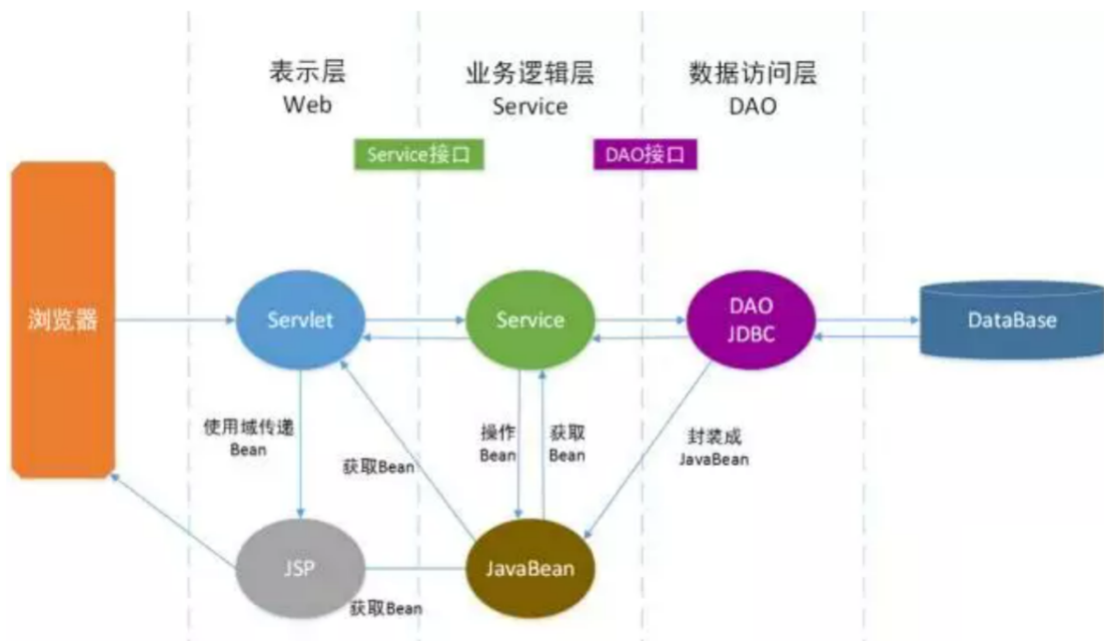 表示层
Web
业务逻辑层
Service
数据访问层
DAO
Service接口
DAO接口
浏览器
Servlet
Service
DAO
JDBC
DataBase
使用域传递
Bean
获取Bean
操作
Bean
获取
Bean
封装成
JavaBean
JSP
获取Bean
JavaBean